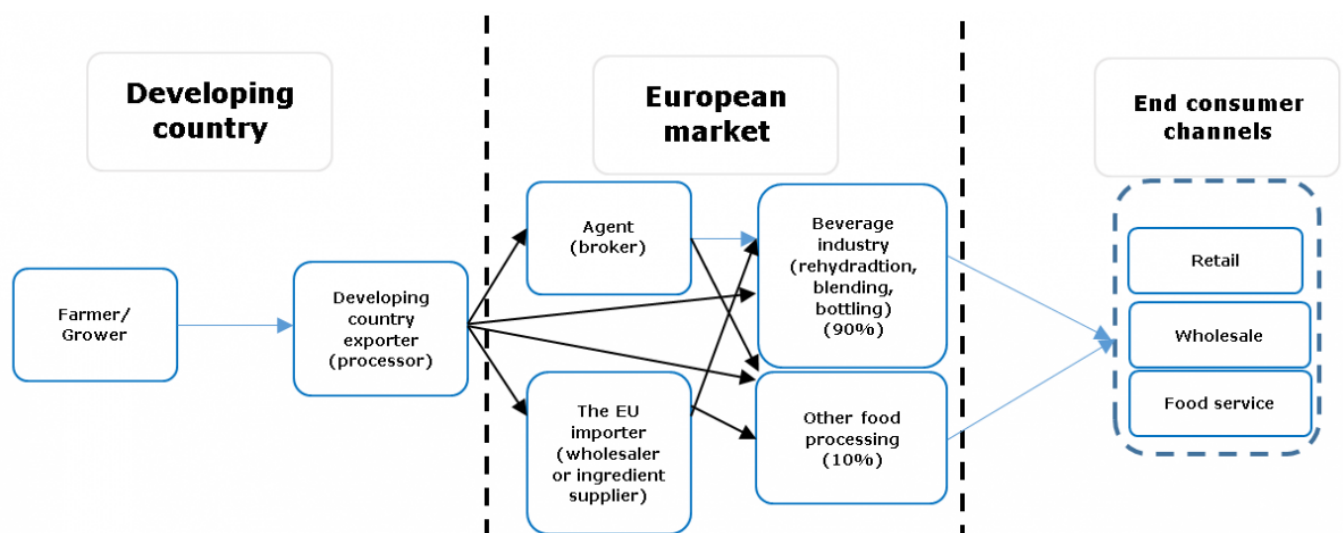 Developing
country
European
market
End consumer
channels
Farmer/
Grower
Developing
country
exporter
(processor)
Agent
(broker)
The EU
importer
(wholesaler
or ingredient
supplier)
Beverage
industry
(rehydradtion,
blending,
bottling)
(90%)
Other food
processing
(10%)
Retail
Wholesale
Food service